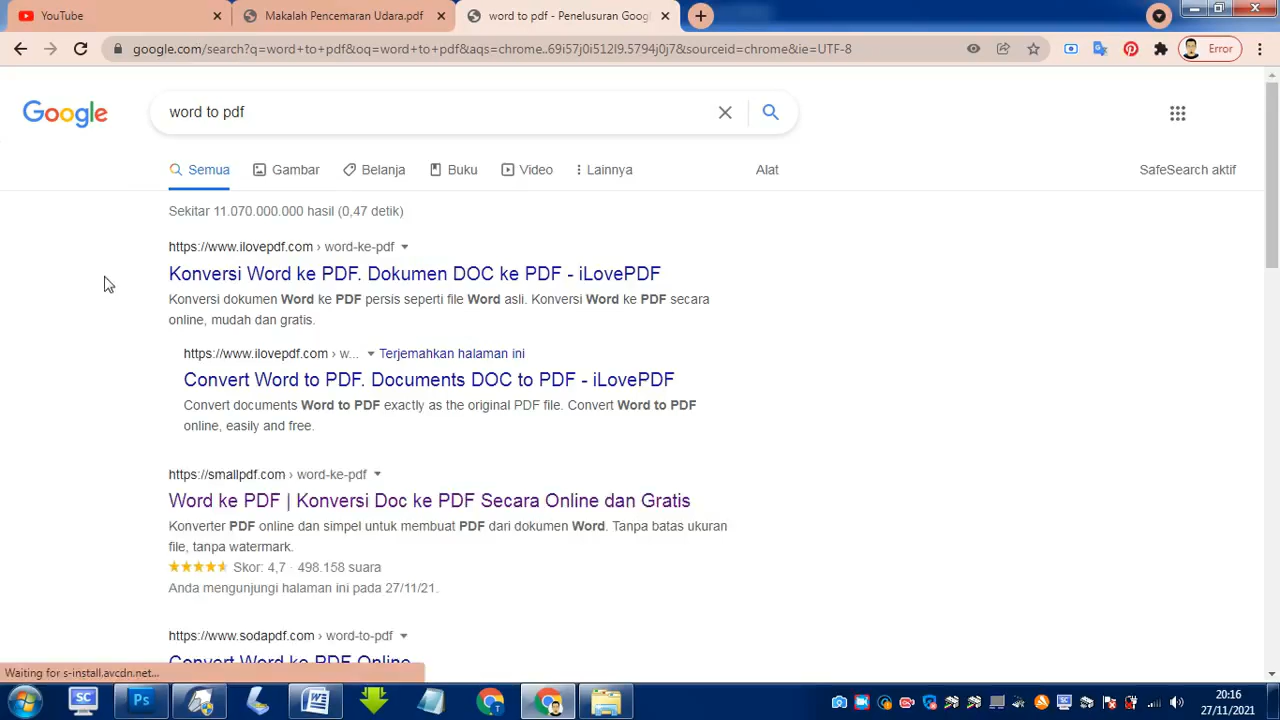 YouTube
Makalah Pencemaran Udara.pdf
word to pdf - Penelusuran Goog
google.com/search?q=word+to+pdf&oq=word+to+pdf&aqs=chrome..69i57j0i512l9.5794j0j7&sourceid=chrome&ie=UTF-8
Error
Google
word to pdf
Semua
Gambar
Belanja
Buku
Video
Lainnya
Alat
SafeSearch aktif
Sekitar 11.070.000.000 hasil (0,47 detik)
https://www.ilovepdf.com › word-ke-pdf
Konversi Word ke PDF. Dokumen DOC ke PDF - iLovePDF
Konversi dokumen Word ke PDF persis seperti file Word asli. Konversi Word ke PDF secara
online, mudah dan gratis.
https://www.ilovepdf.com › w... Terjemahkan halaman ini
Convert Word to PDF. Documents DOC to PDF - iLovePDF
Convert documents Word to PDF exactly as the original PDF file. Convert Word to PDF
online, easily and free.
https://smallpdf.com › word-ke-pdf
Word ke PDF | Konversi Doc ke PDF Secara Online dan Gratis
Konverter PDF online dan simpel untuk membuat PDF dari dokumen Word. Tanpa batas ukuran
file, tanpa watermark.
Skor: 4,7 · 498.158 suara
Anda mengunjungi halaman ini pada 27/11/21.
https://www.sodapdf.com › word-to-pdf
Convert Word ke PDF Online
Waiting for s-install.avcdn.net...
SC
Ps
20:16
27/11/2021